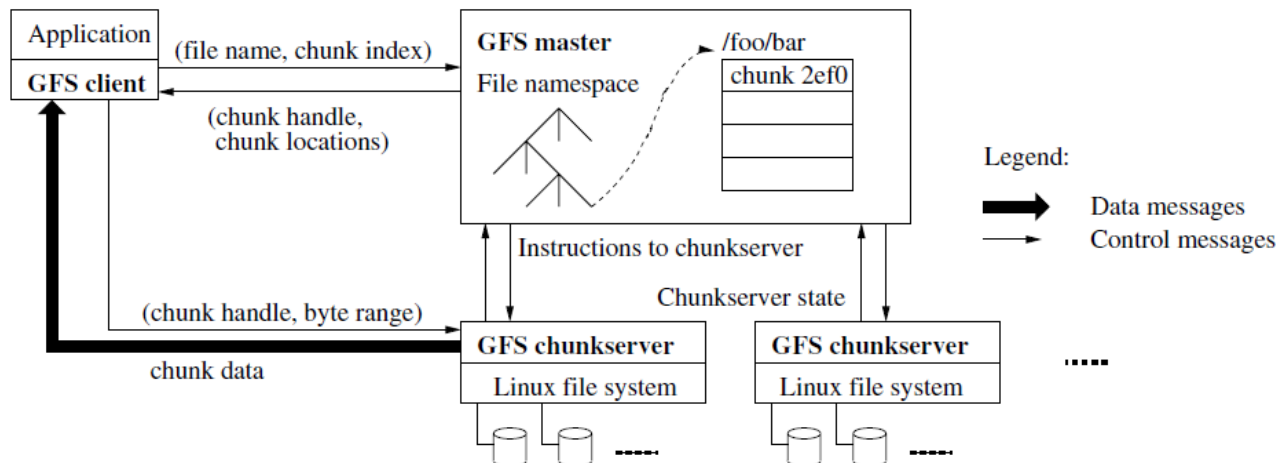 Application
GFS client
(file name, chunk index)
(chunk handle,
chunk locations)
GFS master
File namespace
/foo/bar
chunk 2ef0
Legend:
Data messages
Control messages
Instructions to chunkserver
Chunkserver state
(chunk handle, byte range)
chunk data
GFS chunkserver
Linux file system
GFS chunkserver
Linux file system